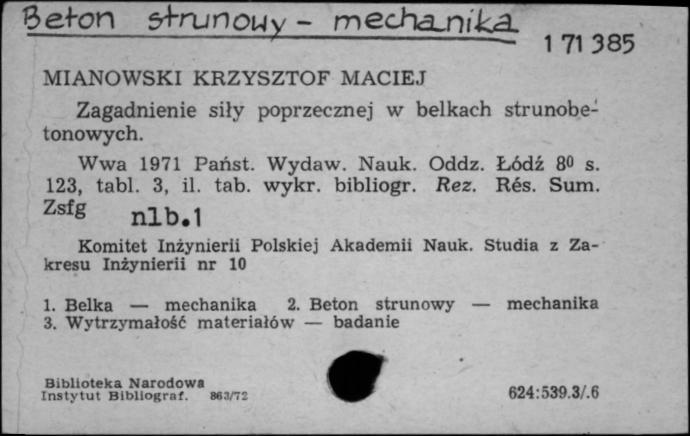 Beton strunowy - mechanika
171385
MIANOWSKI KRZYSZTOF MACIEJ
Zagadnienie siły poprzecznej w belkach strunobe-
tonowych.
Wwa 1971 Państ. Wydaw. Nauk. Oddz. Łódź 8⁰ s.
123, tabl. 3, il. tab. wykr. bibliogr. Rez. Rés. Sum.
Zsfg nlb.1
Komitet Inżynierii Polskiej Akademii Nauk. Studia z Za-
kresu Inżynierii nr 10
1. Belka — mechanika 2. Beton strunowy — mechanika
3. Wytrzymałość materiałów — badanie
Biblioteka Narodowa
Instytut Bibliograf. 863/72
624:539.3/.6